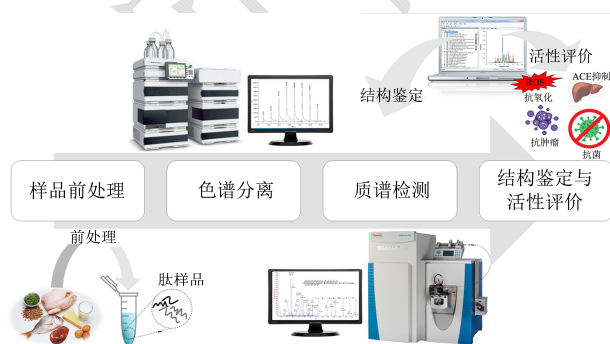 活性评价
ROS
ACE抑制
抗氧化
结构鉴定
抗肿瘤
抗菌
样品前处理
色谱分离
质谱检测
结构鉴定与
活性评价
前处理
肽样品